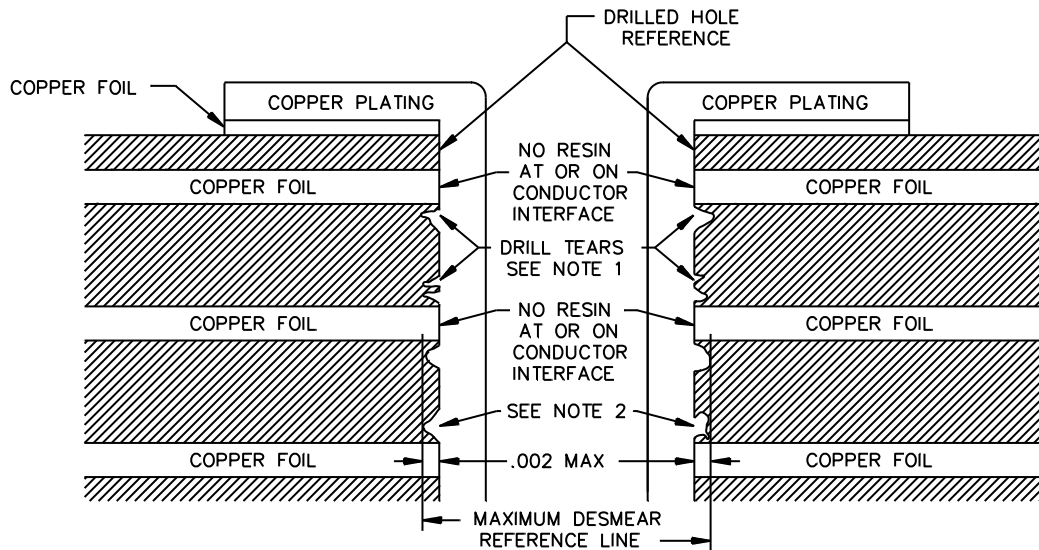 DRILLED HOLE
REFERENCE
COPPER FOIL
COPPER PLATING
COPPER PLATING
NO RESIN
AT OR ON
CONDUCTOR
INTERFACE
COPPER FOIL
COPPER FOIL
DRILL TEARS
SEE NOTE 1
NO RESIN
AT OR ON
CONDUCTOR
INTERFACE
COPPER FOIL
COPPER FOIL
SEE NOTE 2
COPPER FOIL
.002 MAX
COPPER FOIL
MAXIMUM DESMEAR
REFERENCE LINE